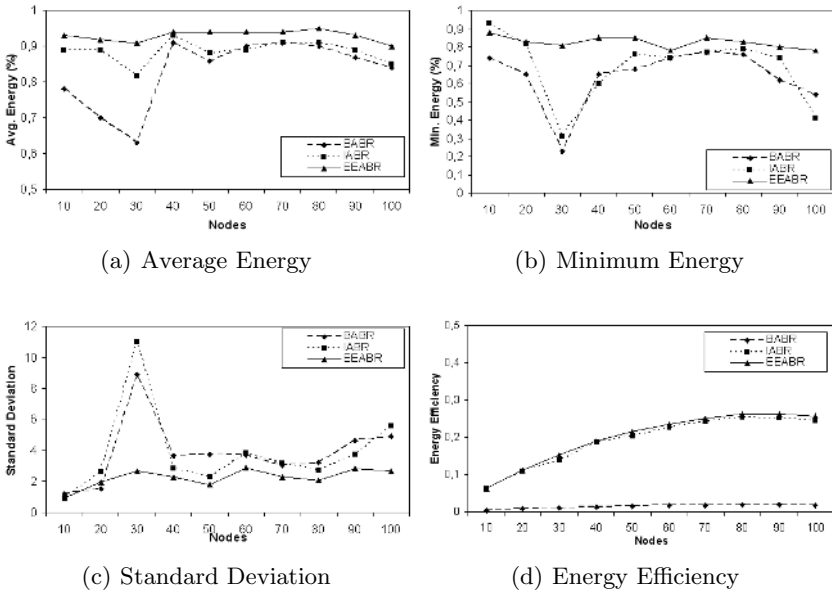 1
0,9
0,8
0,7
0,6
0,5
Avg. Energy (%)
10 20 30 40 50 60 70 80 90 100
Nodes
BABR
IABR
EEABR
(a) Average Energy
1
0,9
0,8
0,7
0,6
0,5
0,4
0,3
0,2
0,1
0
Min. Energy (%)
10 20 30 40 50 60 70 80 90 100
Nodes
BABR
IABR
EEABR
(b) Minimum Energy
12
10
8
6
4
2
0
Standard Deviation
10 20 30 40 50 60 70 80 90 100
Nodes
BABR
IABR
EEABR
(c) Standard Deviation
0,5
0,4
0,3
0,2
0,1
0
Energy Efficiency
10 20 30 40 50 60 70 80 90 100
Nodes
BABR
IABR
EEABR
(d) Energy Efficiency